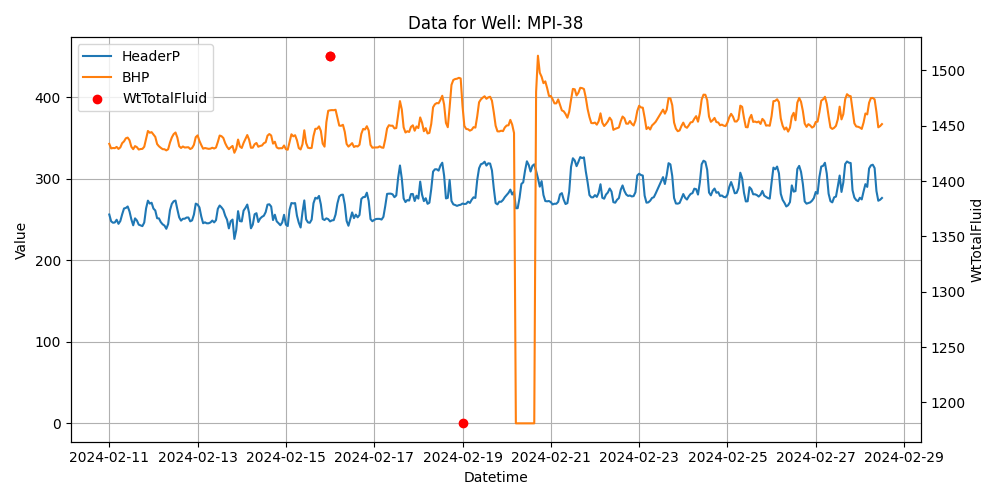 Data for Well: MPI-38
HeaderP
BHP
WtTotalFluid
Value
400
300
200
100
0
1500
1450
1400
1350
1300
1250
1200
WtTotalFluid
2024-02-11 2024-02-13 2024-02-15 2024-02-17 2024-02-19 2024-02-21 2024-02-23 2024-02-25 2024-02-27 2024-02-29
Datetime